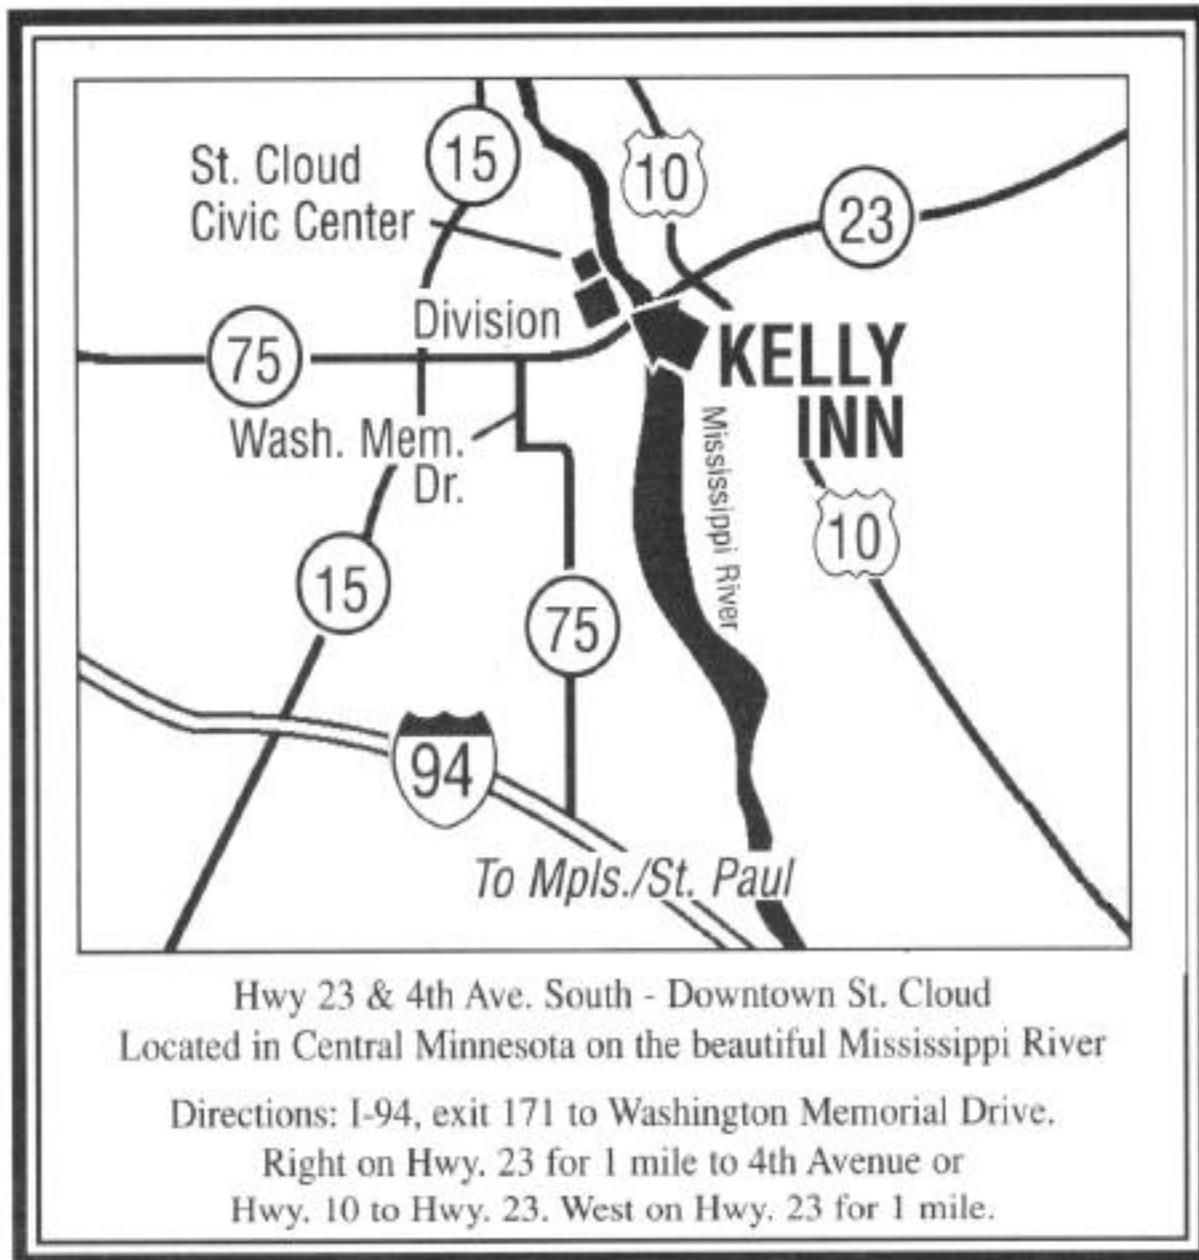 15
10
St. Cloud
Civic Center
23
Division
75
KELLY
INN
Wash. Mem.
Dr.
Mississippi River
10
15
75
94
To Mpls./St. Paul
Hwy 23 & 4th Ave. South - Downtown St. Cloud
Located in Central Minnesota on the beautiful Mississippi River
Directions: I-94, exit 171 to Washington Memorial Drive.
Right on Hwy. 23 for 1 mile to 4th Avenue or
Hwy. 10 to Hwy. 23. West on Hwy. 23 for 1 mile.